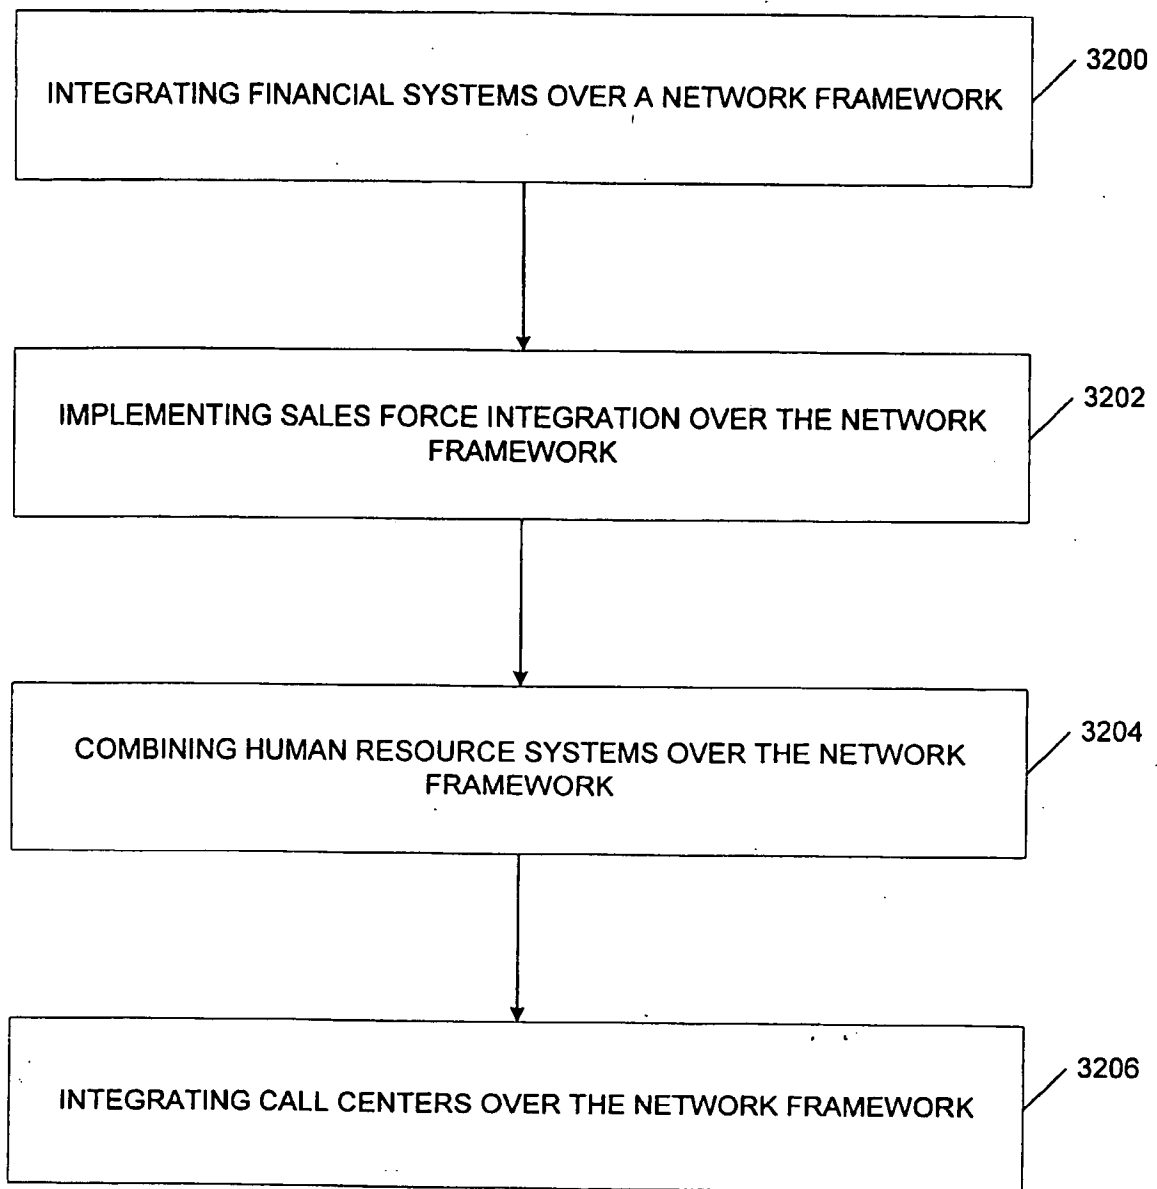 INTEGRATING FINANCIAL SYSTEMS OVER A NETWORK FRAMEWORK
3200
IMPLEMENTING SALES FORCE INTEGRATION OVER THE NETWORK
FRAMEWORK
3202
COMBINING HUMAN RESOURCE SYSTEMS OVER THE NETWORK
FRAMEWORK
3204
INTEGRATING CALL CENTERS OVER THE NETWORK FRAMEWORK
3206